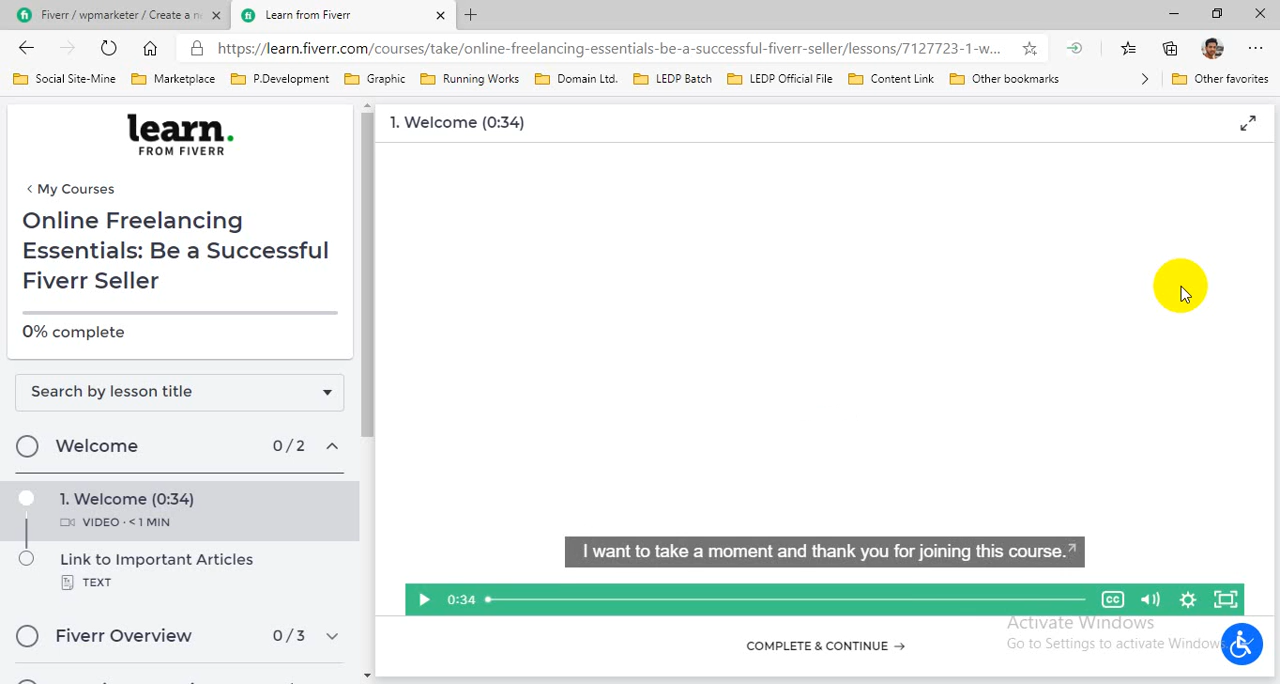 Fiverr / wpmarketer / Create a n
Learn from Fiverr
https://learn.fiverr.com/courses/take/online-freelancing-essentials-be-a-successful-fiverr-seller/lessons/7127723-1-w...
Social Site-Mine
Marketplace
P.Development
Graphic
Running Works
Domain Ltd.
LEDP Batch
LEDP Official File
Content Link
Other bookmarks
Other favorites
learn.
FROM FIVERR
< My Courses
Online Freelancing
Essentials: Be a Successful
Fiverr Seller
0% complete
Search by lesson title
Welcome 0 / 2
1. Welcome (0:34)
VIDEO · < 1 MIN
Link to Important Articles
TEXT
Fiverr Overview 0 / 3
1. Welcome (0:34)
I want to take a moment and thank you for joining this course.
0:34
CC
COMPLETE & CONTINUE →
Activate Windows
Go to Settings to activate Windows